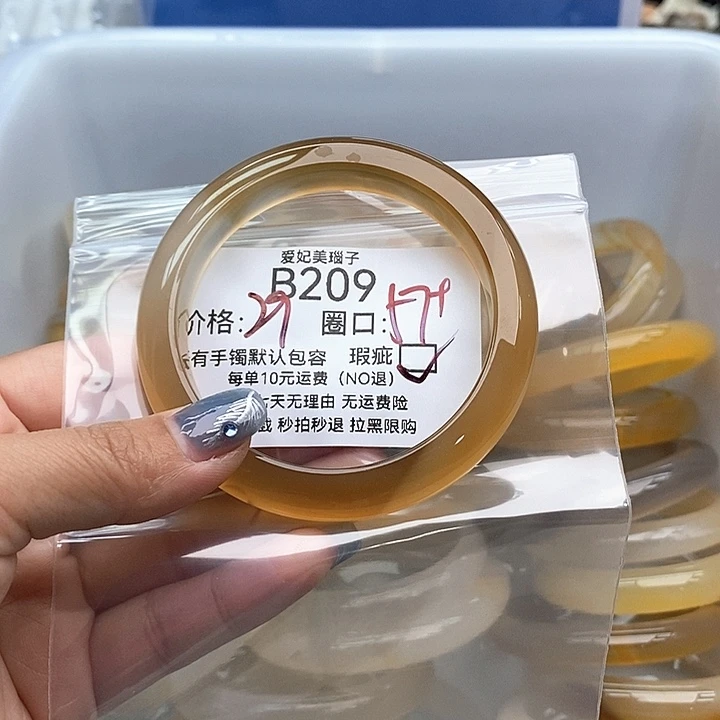 爱妃美瑙子
B209
价格:29 圈口:57
有手镯默认包容 瑕疵
每单10元运费（NO退）
天无理由 无运费险
秒拍秒退 拉黑限购